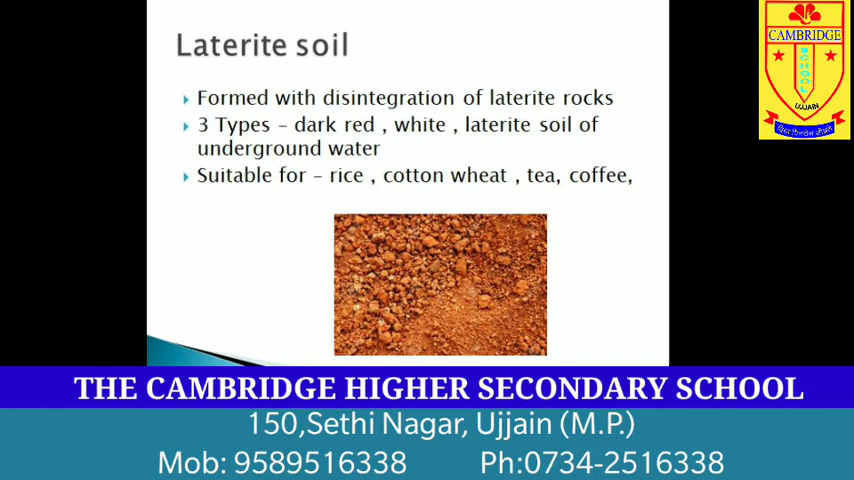 Laterite soil
Formed with disintegration of laterite rocks
3 Types – dark red , white , laterite soil of
underground water
Suitable for – rice , cotton wheat , tea, coffee,
CAMBRIDGE
SCHOOL
UJJAIN
THE CAMBRIDGE HIGHER SECONDARY SCHOOL
150,Sethi Nagar, Ujjain (M.P.)
Mob: 9589516338 Ph:0734-2516338